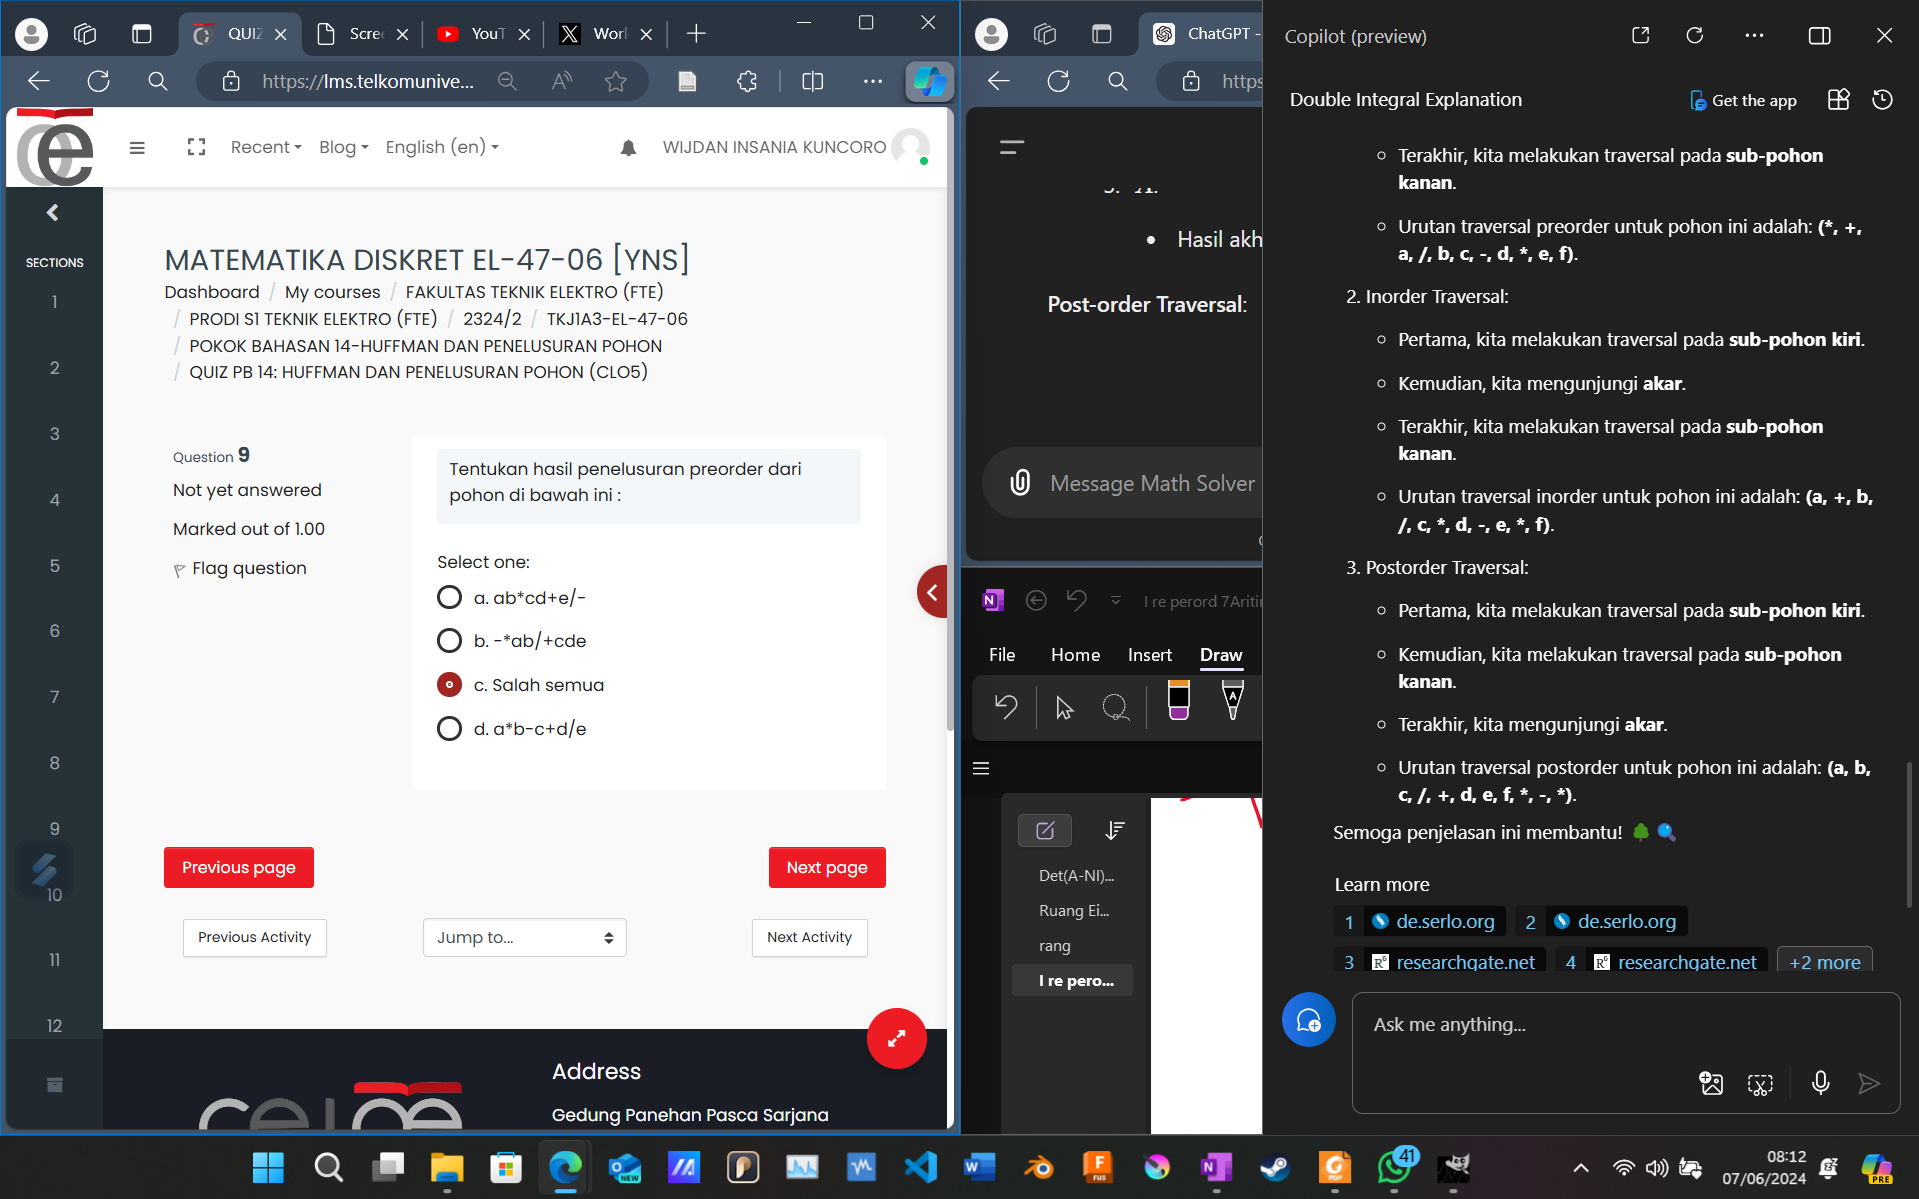 QUIZ
Scree
YouT
Worl
https://lms.telkomunive...
Recent
Blog
English (en)
WIJDAN INSANIA KUNCORO
SECTIONS
1
2
3
4
5
6
7
8
9
10
11
12
MATEMATIKA DISKRET EL-47-06 [YNS]
Dashboard / My courses / FAKULTAS TEKNIK ELEKTRO (FTE)
/ PRODI S1 TEKNIK ELEKTRO (FTE) / 2324/2 / TKJ1A3-EL-47-06
/ POKOK BAHASAN 14-HUFFMAN DAN PENELUSURAN POHON
/ QUIZ PB 14: HUFFMAN DAN PENELUSURAN POHON (CLO5)
Question 9
Not yet answered
Marked out of 1.00
Flag question
Tentukan hasil penelusuran preorder dari
pohon di bawah ini :
Select one:
a. ab*cd+e/-
b. -*ab/+cde
c. Salah semua
d. a*b-c+d/e
Previous page
Next page
Previous Activity
Jump to...
Next Activity
Address
Gedung Panehan Pasca Sarjana
ChatGPT -
https
Hasil akh
Post-order Traversal:
Message Math Solver
I re perord 7Aritin
File
Home
Insert
Draw
Det(A-NI)...
Ruang Ei...
rang
I re pero...
Copilot (preview)
Double Integral Explanation
Get the app
Terakhir, kita melakukan traversal pada sub-pohon
kanan.
Urutan traversal preorder untuk pohon ini adalah: (*, +,
a, /, b, c, -, d, *, e, f).
2. Inorder Traversal:
Pertama, kita melakukan traversal pada sub-pohon kiri.
Kemudian, kita mengunjungi akar.
Terakhir, kita melakukan traversal pada sub-pohon
kanan.
Urutan traversal inorder untuk pohon ini adalah: (a, +, b,
/, c, *, d, -, e, *, f).
3. Postorder Traversal:
Pertama, kita melakukan traversal pada sub-pohon kiri.
Kemudian, kita melakukan traversal pada sub-pohon
kanan.
Terakhir, kita mengunjungi akar.
Urutan traversal postorder untuk pohon ini adalah: (a, b,
c, /, +, d, e, f, *, -, *).
Semoga penjelasan ini membantu!
Learn more
1 de.serlo.org
2 de.serlo.org
3 researchgate.net
4 researchgate.net
+2 more
Ask me anything...
NEW
FUS
41
08:12
07/06/2024
PRE